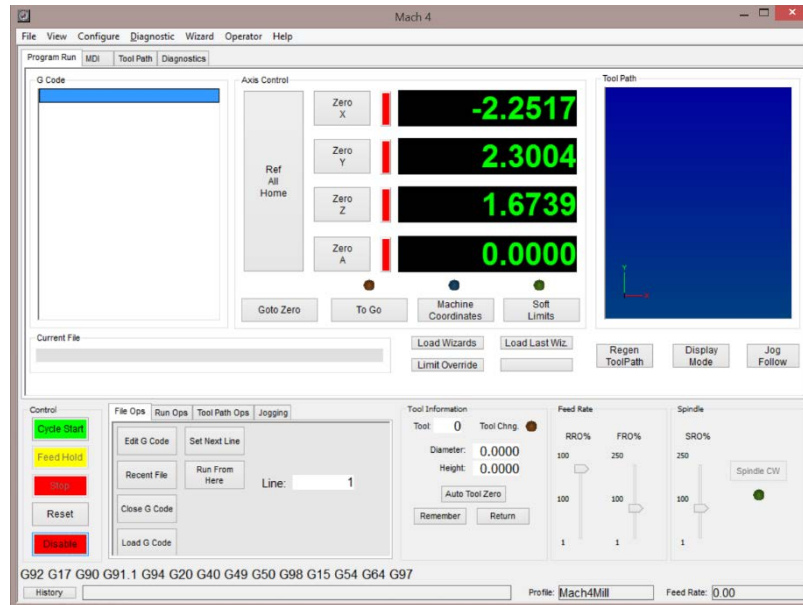 Mach 4
File View Configure Diagnostic Wizard Operator Help
Program Run MDI Tool Path Diagnostics
G Code
Axis Control
Tool Path
Ref
All
Home
Zero
X
-2.2517
Zero
Y
2.3004
Zero
Z
1.6739
Zero
A
0.0000
Goto Zero
To Go
Machine
Coordinates
Soft
Limits
Y
X
Current File
Load Wizards
Load Last Wiz.
Limit Override
Regen
ToolPath
Display
Mode
Jog
Follow
Control
Cycle Start
Feed Hold
Stop
Reset
Disable
File Ops Run Ops Tool Path Ops Jogging
Edit G Code
Set Next Line
Recent File
Run From
Here
Line: 1
Close G Code
Load G Code
Tool Information
Tool: 0 Tool Chng.
Diameter: 0.0000
Height: 0.0000
Auto Tool Zero
Remember
Return
Feed Rate
RRO% FRO%
100 250
100 100
1 1
Spindle
SRO%
250
100
1
Spindle CW
G92 G17 G90 G91.1 G94 G20 G40 G49 G50 G98 G15 G54 G64 G97
History
Profile: Mach4Mill
Feed Rate: 0.00